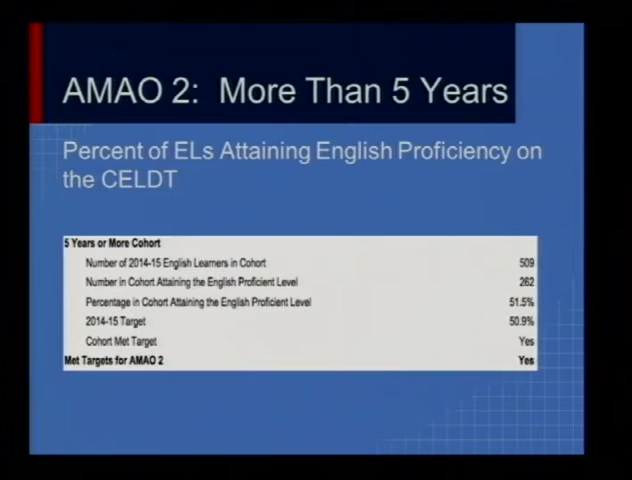 AMAO 2: More Than 5 Years
Percent of ELs Attaining English Proficiency on
the CELDT
5 Years or More Cohort
Number of 2014-15 English Learners in Cohort 509
Number in Cohort Attaining the English Proficient Level 262
Percentage in Cohort Attaining the English Proficient Level 51.5%
2014-15 Target 50.9%
Cohort Met Target Yes
Met Targets for AMAO 2 Yes